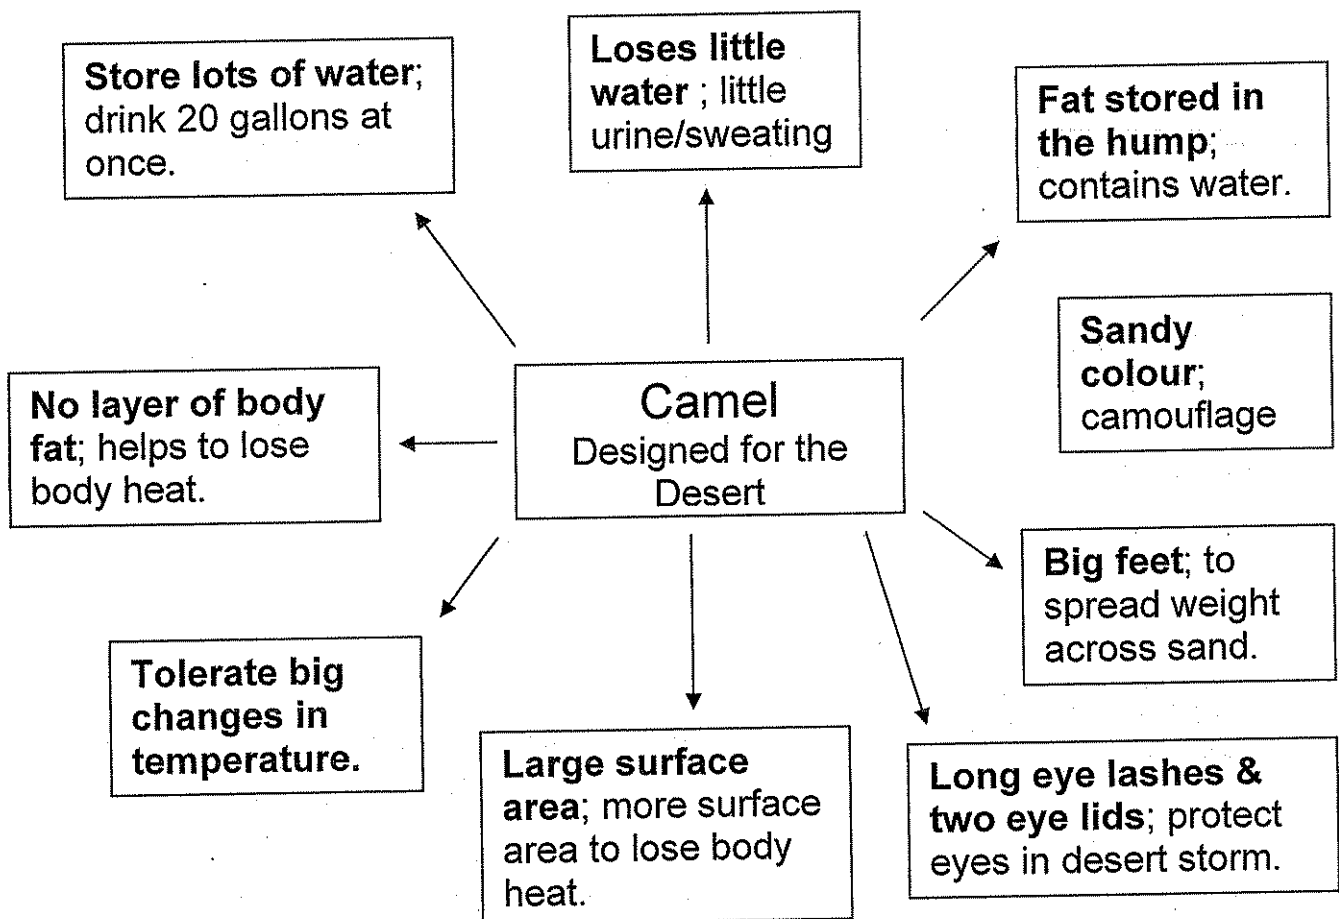 Store lots of water;
drink 20 gallons at
once.
Loses little
water ; little
urine/sweating
Fat stored in
the hump;
contains water.
Sandy
colour;
camouflage
No layer of body
fat; helps to lose
body heat.
Camel
Designed for the
Desert
Big feet; to
spread weight
across sand.
Tolerate big
changes in
temperature.
Large surface
area; more surface
area to lose body
heat.
Long eye lashes &
two eye lids; protect
eyes in desert storm.